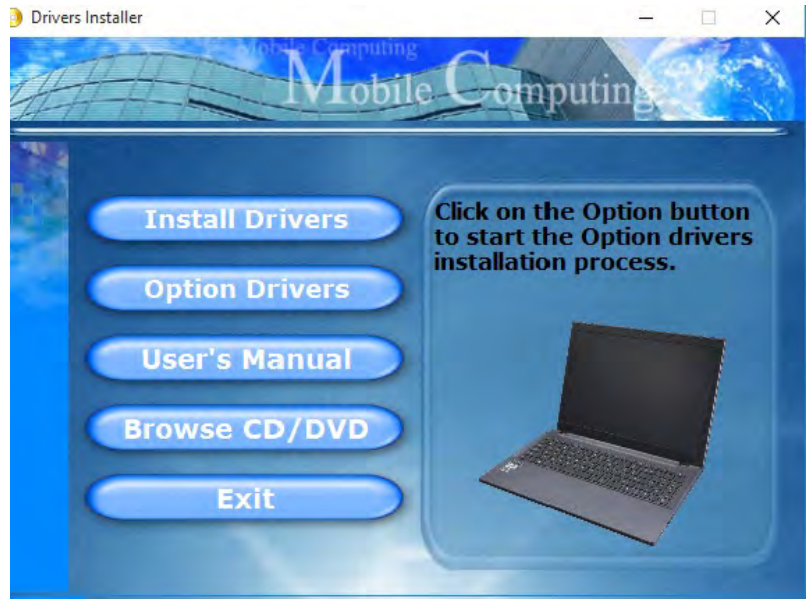 Drivers Installer
Mobile Computing
Mobile Computing
Install Drivers
Option Drivers
User's Manual
Browse CD/DVD
Exit
Click on the Option button
to start the Option drivers
installation process.